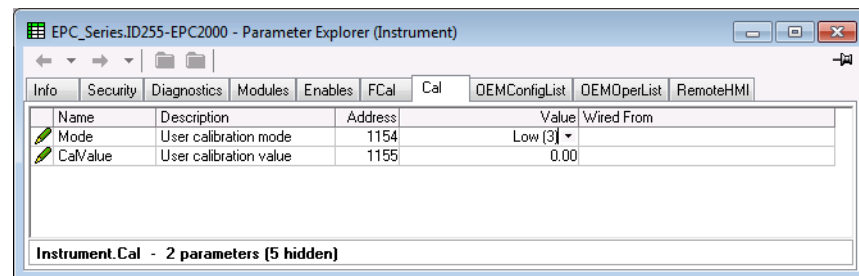 EPC_Series.ID255-EPC2000 - Parameter Explorer (Instrument)
Info Security Diagnostics Modules Enables FCal Cal OEMConfigList OEMOperList RemoteHMI
Name Description Address Value Wired From
Mode User calibration mode 1154 Low (3)
CalValue User calibration value 1155 0.00
Instrument.Cal - 2 parameters (5 hidden)